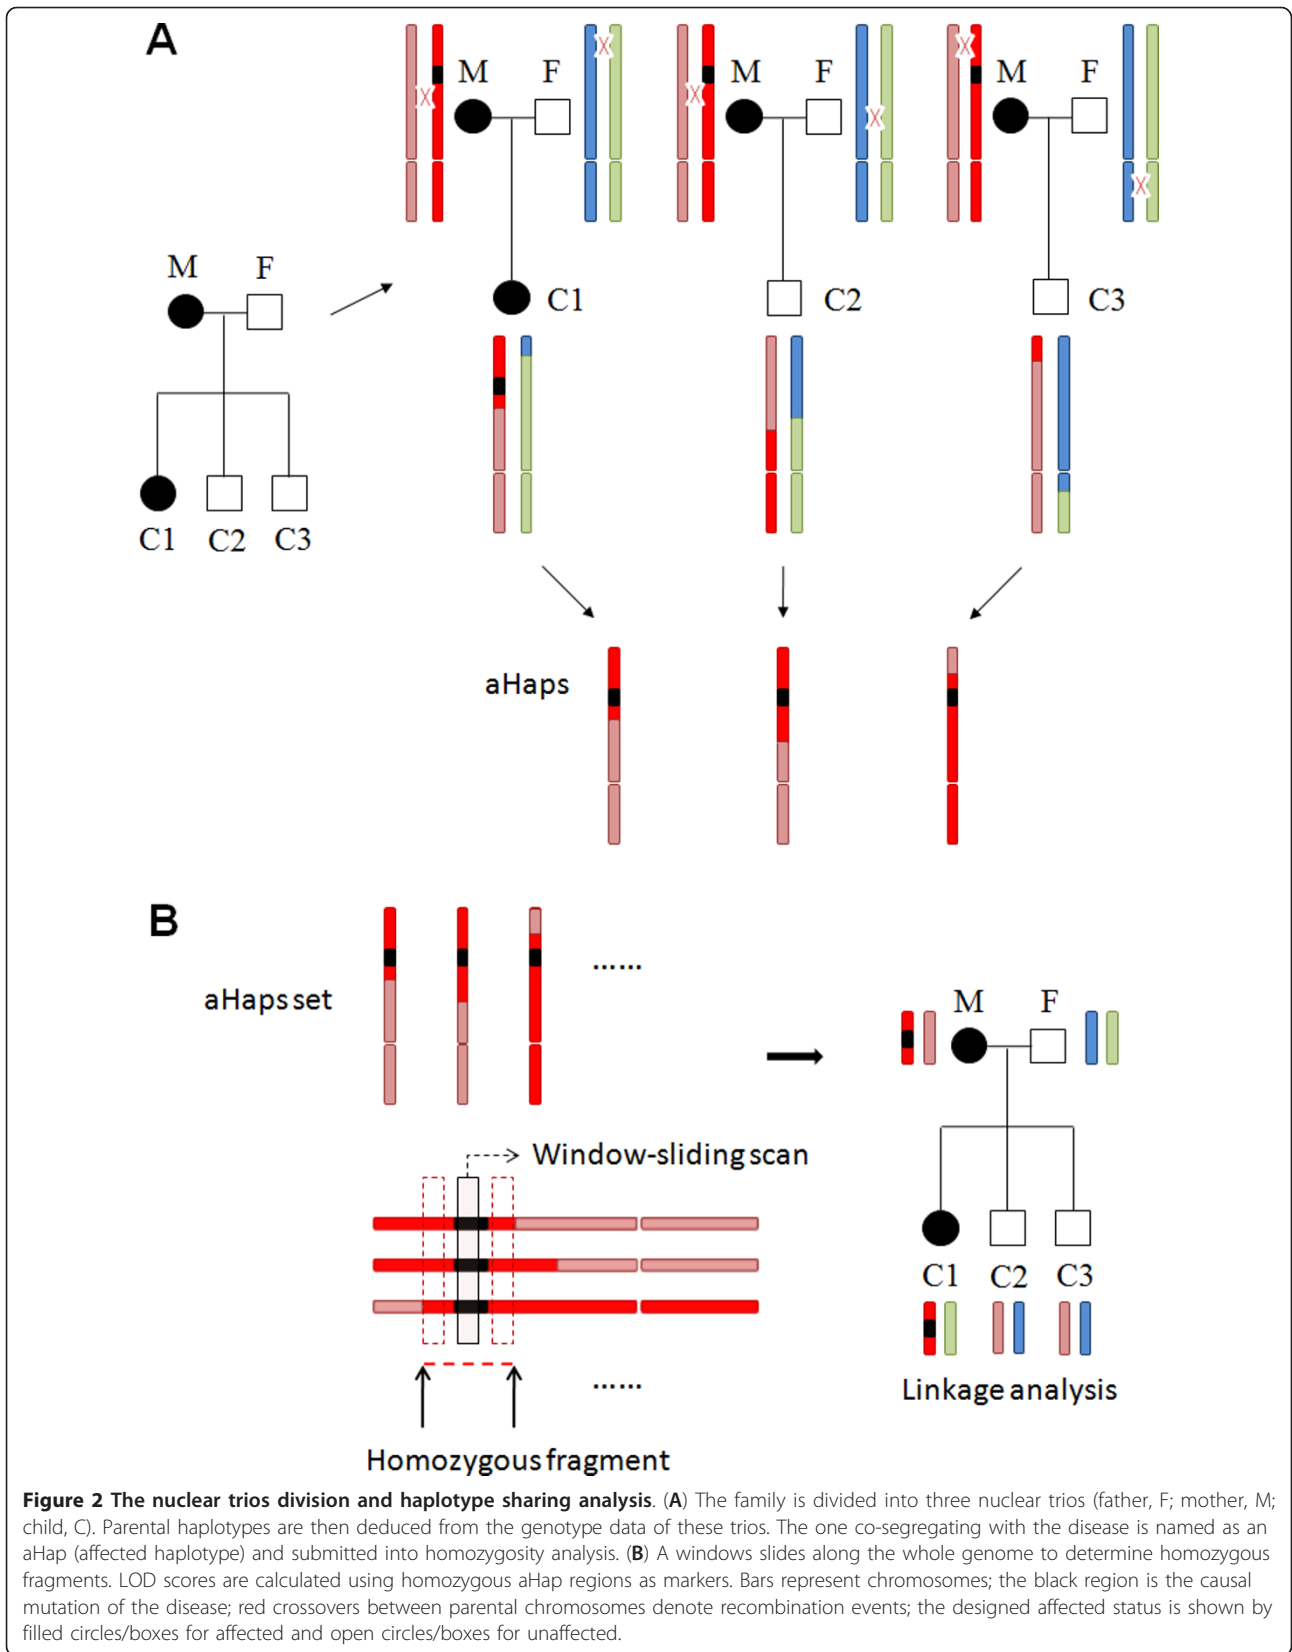 A
M F
M F
M F
M F
C1
C2
C3
C1 C2 C3
aHaps
B
aHaps set
......
M F
Window-sliding scan
C1 C2 C3
......
Linkage analysis
Homozygous fragment
Figure 2 The nuclear trios division and haplotype sharing analysis. (A) The family is divided into three nuclear trios (father, F; mother, M;
child, C). Parental haplotypes are then deduced from the genotype data of these trios. The one co-segregating with the disease is named as an
aHap (affected haplotype) and submitted into homozygosity analysis. (B) A windows slides along the whole genome to determine homozygous
fragments. LOD scores are calculated using homozygous aHap regions as markers. Bars represent chromosomes; the black region is the causal
mutation of the disease; red crossovers between parental chromosomes denote recombination events; the designed affected status is shown by
filled circles/boxes for affected and open circles/boxes for unaffected.